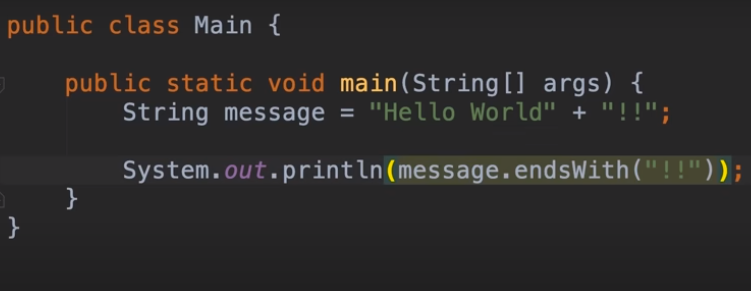 public class Main {
public static void main(String[] args) {
String message = "Hello World" + "!!";
System.out.println(message.endsWith("!!"));
}
}